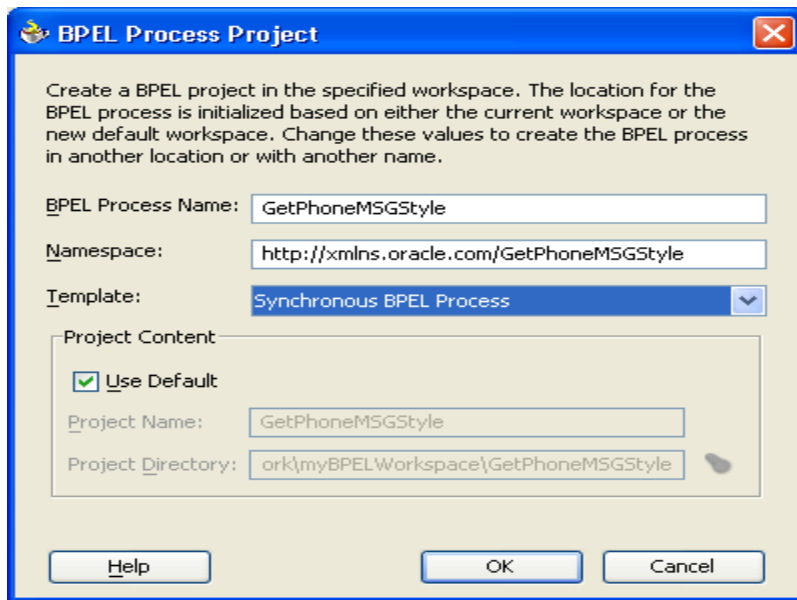 BPEL Process Project
Create a BPEL project in the specified workspace. The location for the
BPEL process is initialized based on either the current workspace or the
new default workspace. Change these values to create the BPEL process
in another location or with another name.
BPEL Process Name: GetPhoneMSGStyle
Namespace: http://xmlns.oracle.com/GetPhoneMSGStyle
Template: Synchronous BPEL Process
Project Content
Use Default
Project Name: GetPhoneMSGStyle
Project Directory: ork\myBPELWorkspace\GetPhoneMSGStyle
Help OK Cancel